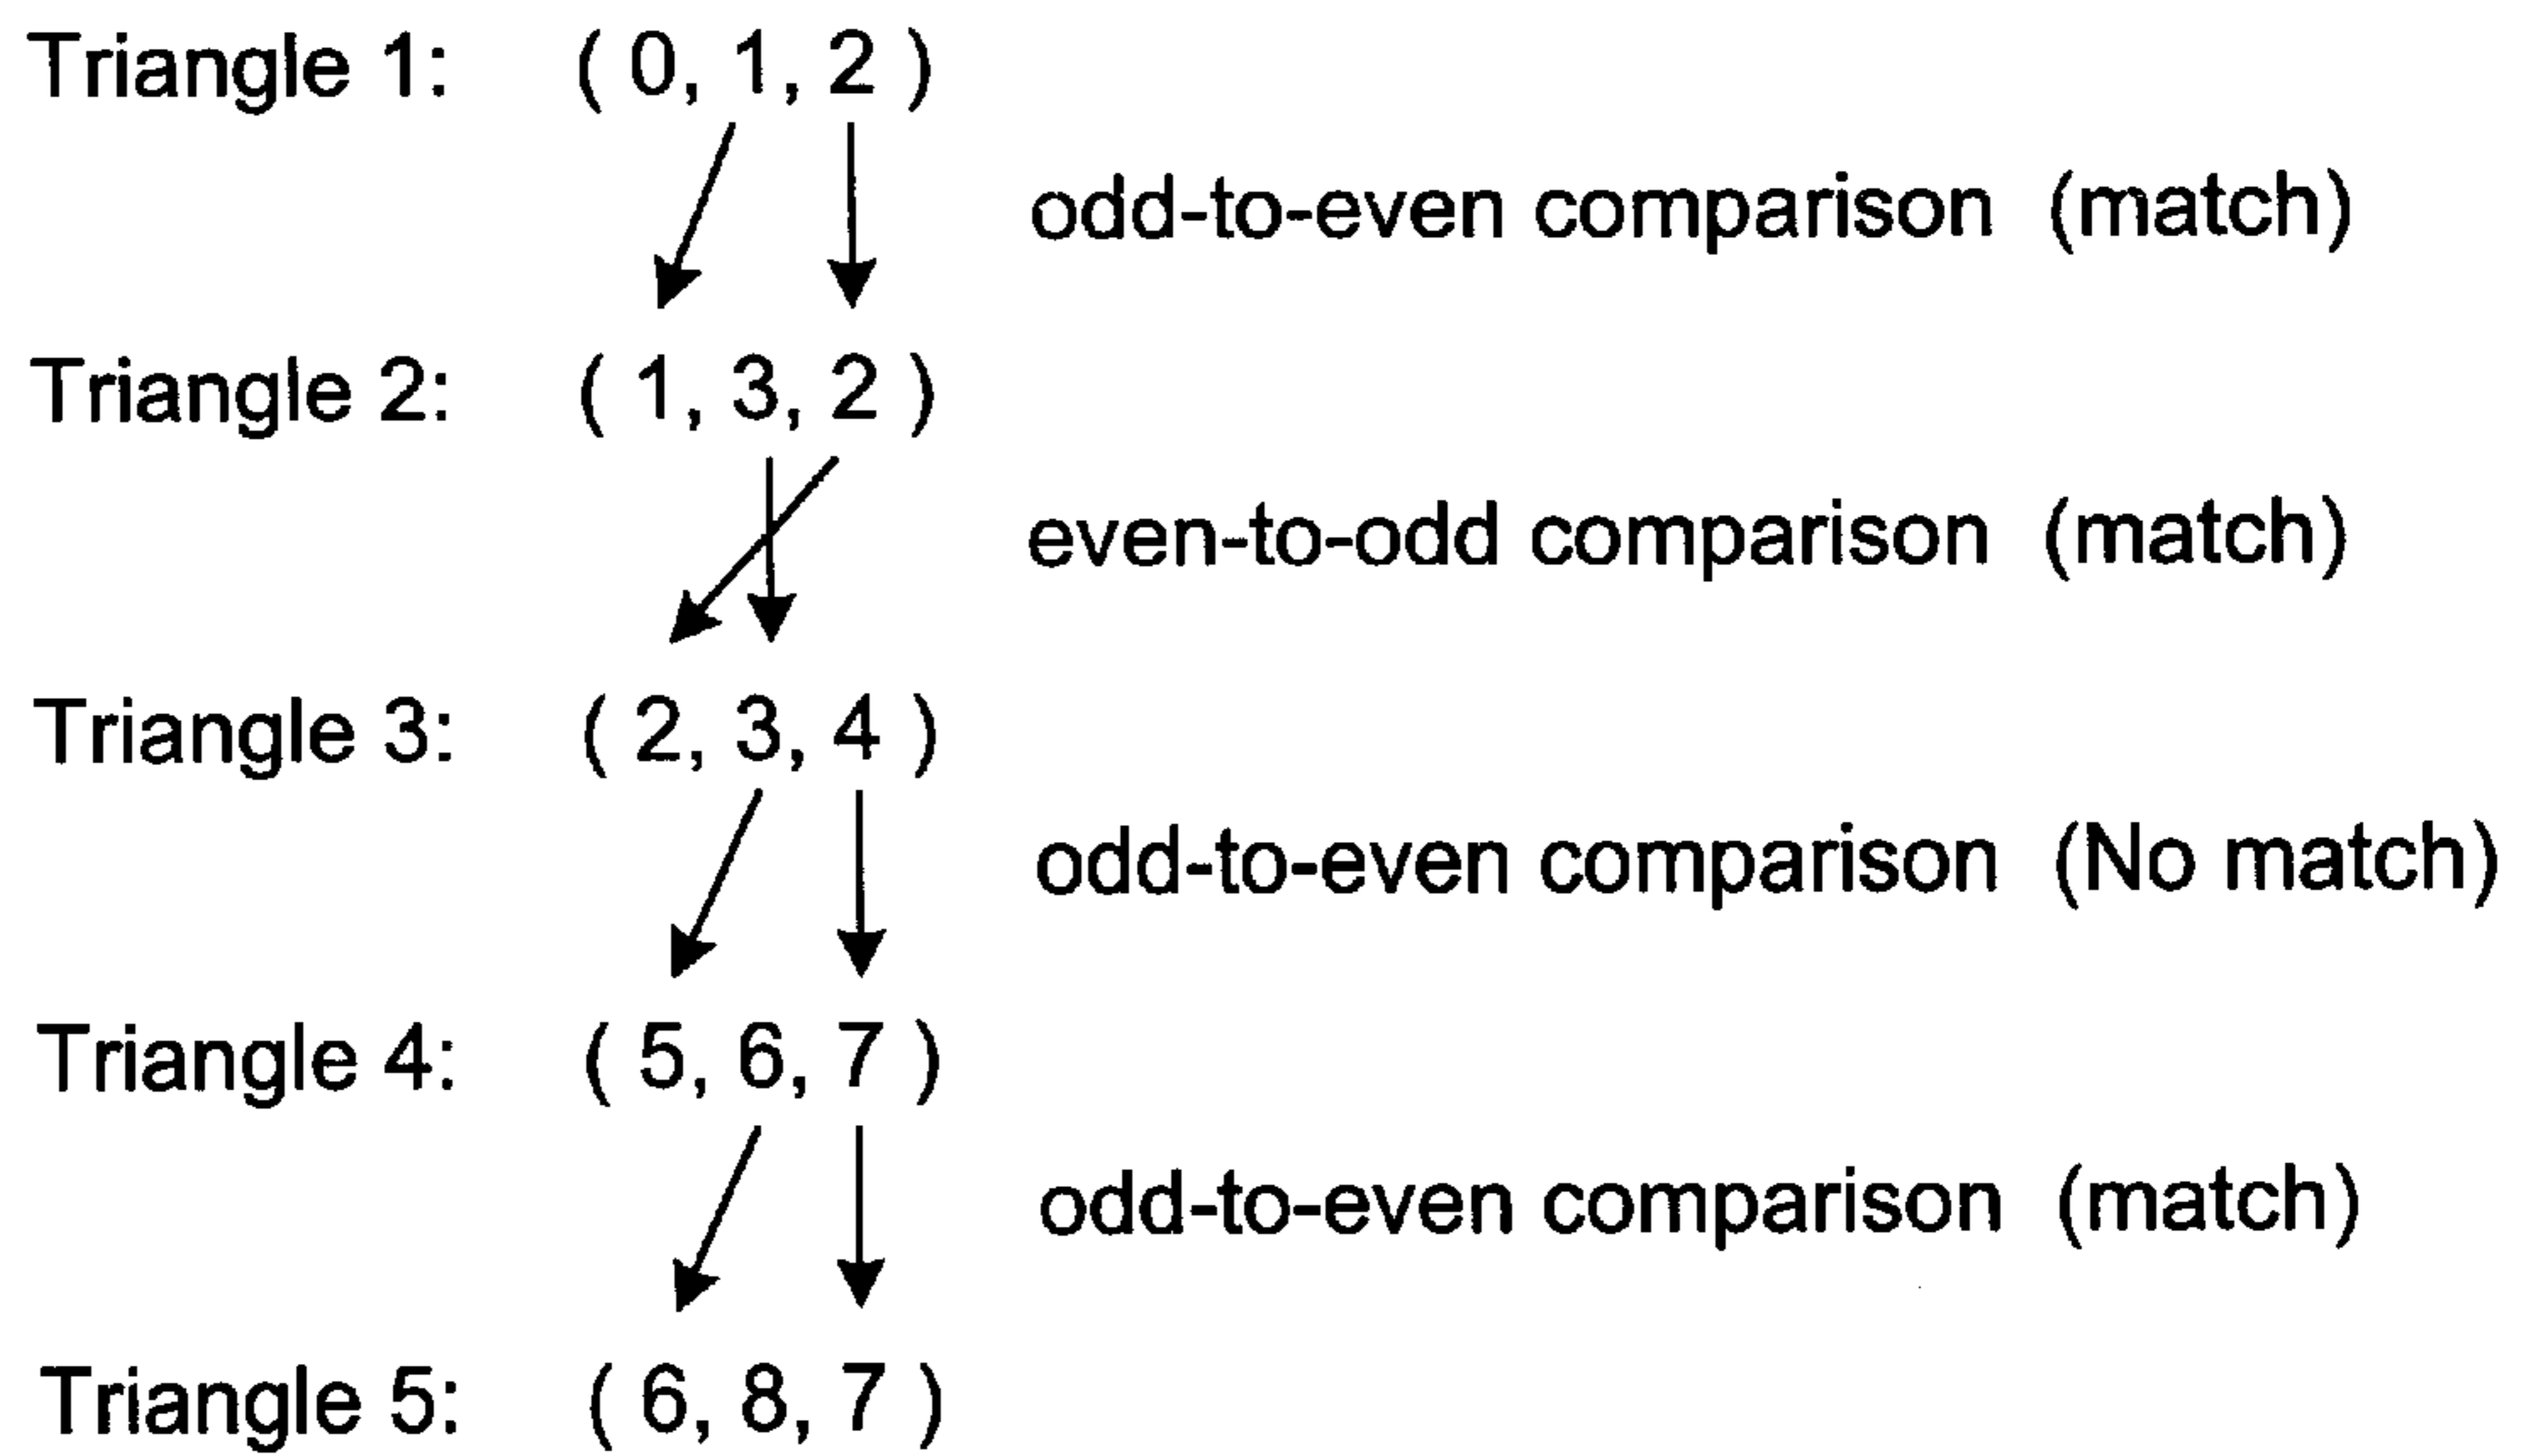 Triangle 1: ( 0, 1, 2 )
odd-to-even comparison (match)
Triangle 2: ( 1, 3, 2 )
even-to-odd comparison (match)
Triangle 3: ( 2, 3, 4 )
odd-to-even comparison (No match)
Triangle 4: ( 5, 6, 7 )
odd-to-even comparison (match)
Triangle 5: ( 6, 8, 7 )